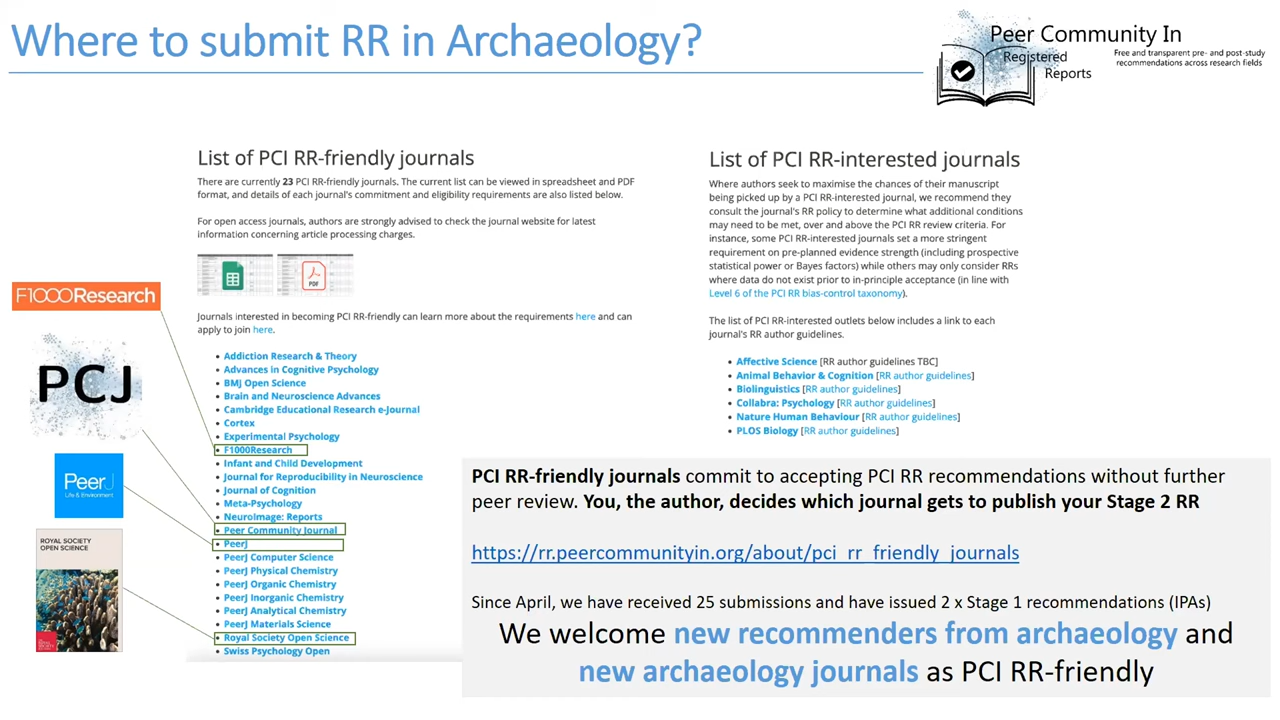 Where to submit RR in Archaeology?
Peer Community In
Registered
Reports
Free and transparent pre- and post-study
recommendations across research fields
List of PCI RR-friendly journals
There are currently 23 PCI RR-friendly journals. The current list can be viewed in spreadsheet and PDF
format, and details of each journal's commitment and eligibility requirements are also listed below.
For open access journals, authors are strongly advised to check the journal website for latest
information concerning article processing charges.
PDF
Journals interested in becoming PCI RR-friendly can learn more about the requirements here and can
apply to join here.
• Addiction Research & Theory
• Advances in Cognitive Psychology
• BMJ Open Science
• Brain and Neuroscience Advances
• Cambridge Educational Research e-Journal
• Cortex
• Experimental Psychology
• F1000Research
• Infant and Child Development
• Journal for Reproducibility in Neuroscience
• Journal of Cognition
• Meta-Psychology
• NeuroImage: Reports
• Peer Community Journal
• PeerJ
• PeerJ Computer Science
• PeerJ Physical Chemistry
• PeerJ Organic Chemistry
• PeerJ Inorganic Chemistry
• PeerJ Analytical Chemistry
• PeerJ Materials Science
• Royal Society Open Science
• Swiss Psychology Open
F1000Research
PCJ
PeerJ
Life & Environment
ROYAL SOCIETY
OPEN SCIENCE
List of PCI RR-interested journals
Where authors seek to maximise the chances of their manuscript
being picked up by a PCI RR-interested journal, we recommend they
consult the journal's RR policy to determine what additional conditions
may need to be met, over and above the PCI RR review criteria. For
instance, some PCI RR-interested journals set a more stringent
requirement on pre-planned evidence strength (including prospective
statistical power or Bayes factors) while others may only consider RRs
where data do not exist prior to in-principle acceptance (in line with
Level 6 of the PCI RR bias-control taxonomy).
The list of PCI RR-interested outlets below includes a link to each
journal's RR author guidelines.
• Affective Science [RR author guidelines TBC]
• Animal Behavior & Cognition [RR author guidelines]
• Biolinguistics [RR author guidelines]
• Collabra: Psychology [RR author guidelines]
• Nature Human Behaviour [RR author guidelines]
• PLOS Biology [RR author guidelines]
PCI RR-friendly journals commit to accepting PCI RR recommendations without further
peer review. You, the author, decides which journal gets to publish your Stage 2 RR
https://rr.peercommunityin.org/about/pci_rr_friendly_journals
Since April, we have received 25 submissions and have issued 2 x Stage 1 recommendations (IPAs)
We welcome new recommenders from archaeology and
new archaeology journals as PCI RR-friendly